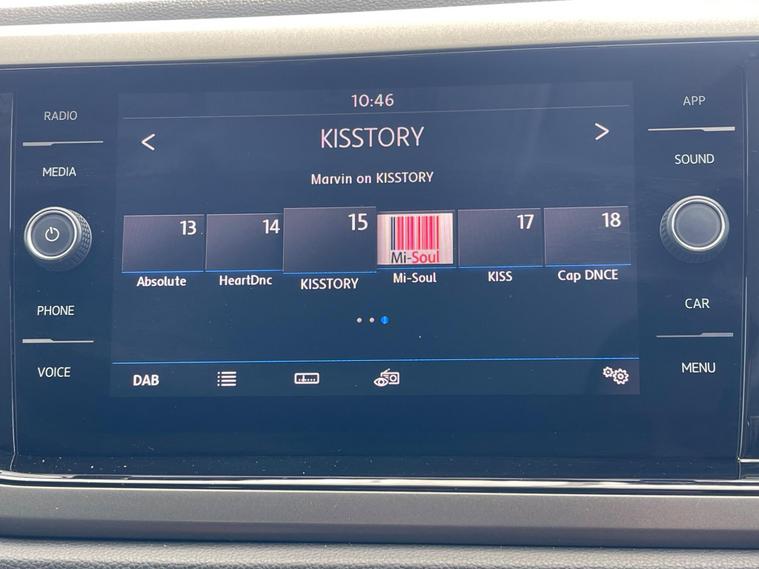 RADIO
MEDIA
PHONE
VOICE
10:46
<
KISSTORY
>
Marvin on KISSTORY
13
14
15
17
18
Mi-Soul
Absolute
HeartDnc
KISSTORY
Mi-Soul
KISS
Cap DNCE
DAB
APP
SOUND
CAR
MENU